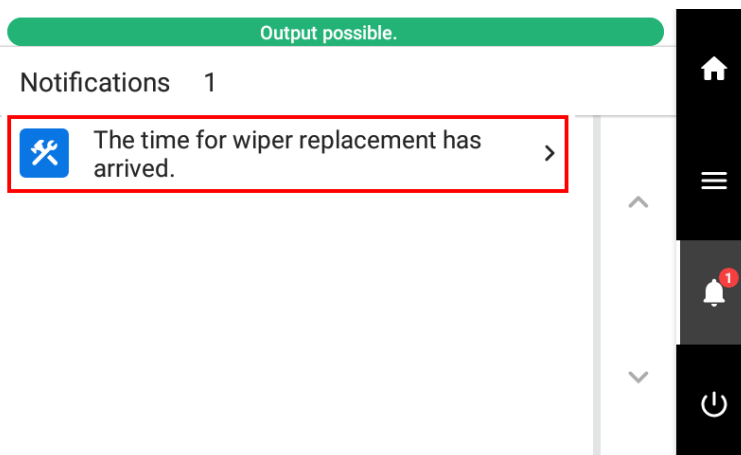 Output possible.
Notifications 1
The time for wiper replacement has
arrived.
1